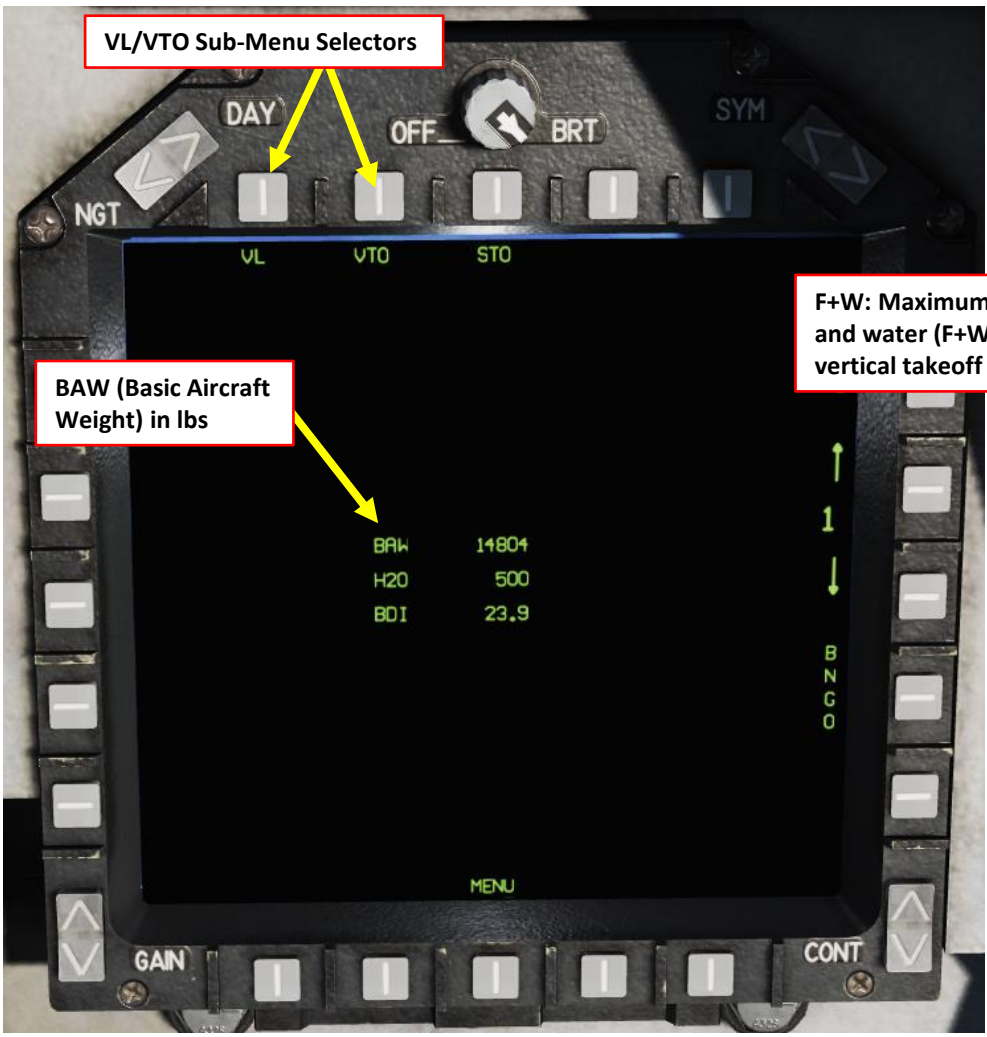 VL/VTO Sub-Menu Selectors
DAY
SYM
OFF
BRT
NGT
VL VTO STO
F+W: Maximum
and water (F+W
vertical takeoff
BAW (Basic Aircraft
Weight) in lbs
1
BAW 14804
H2O 500
BDI 23.9
B
N
G
O
MENU
GAIN
CONT